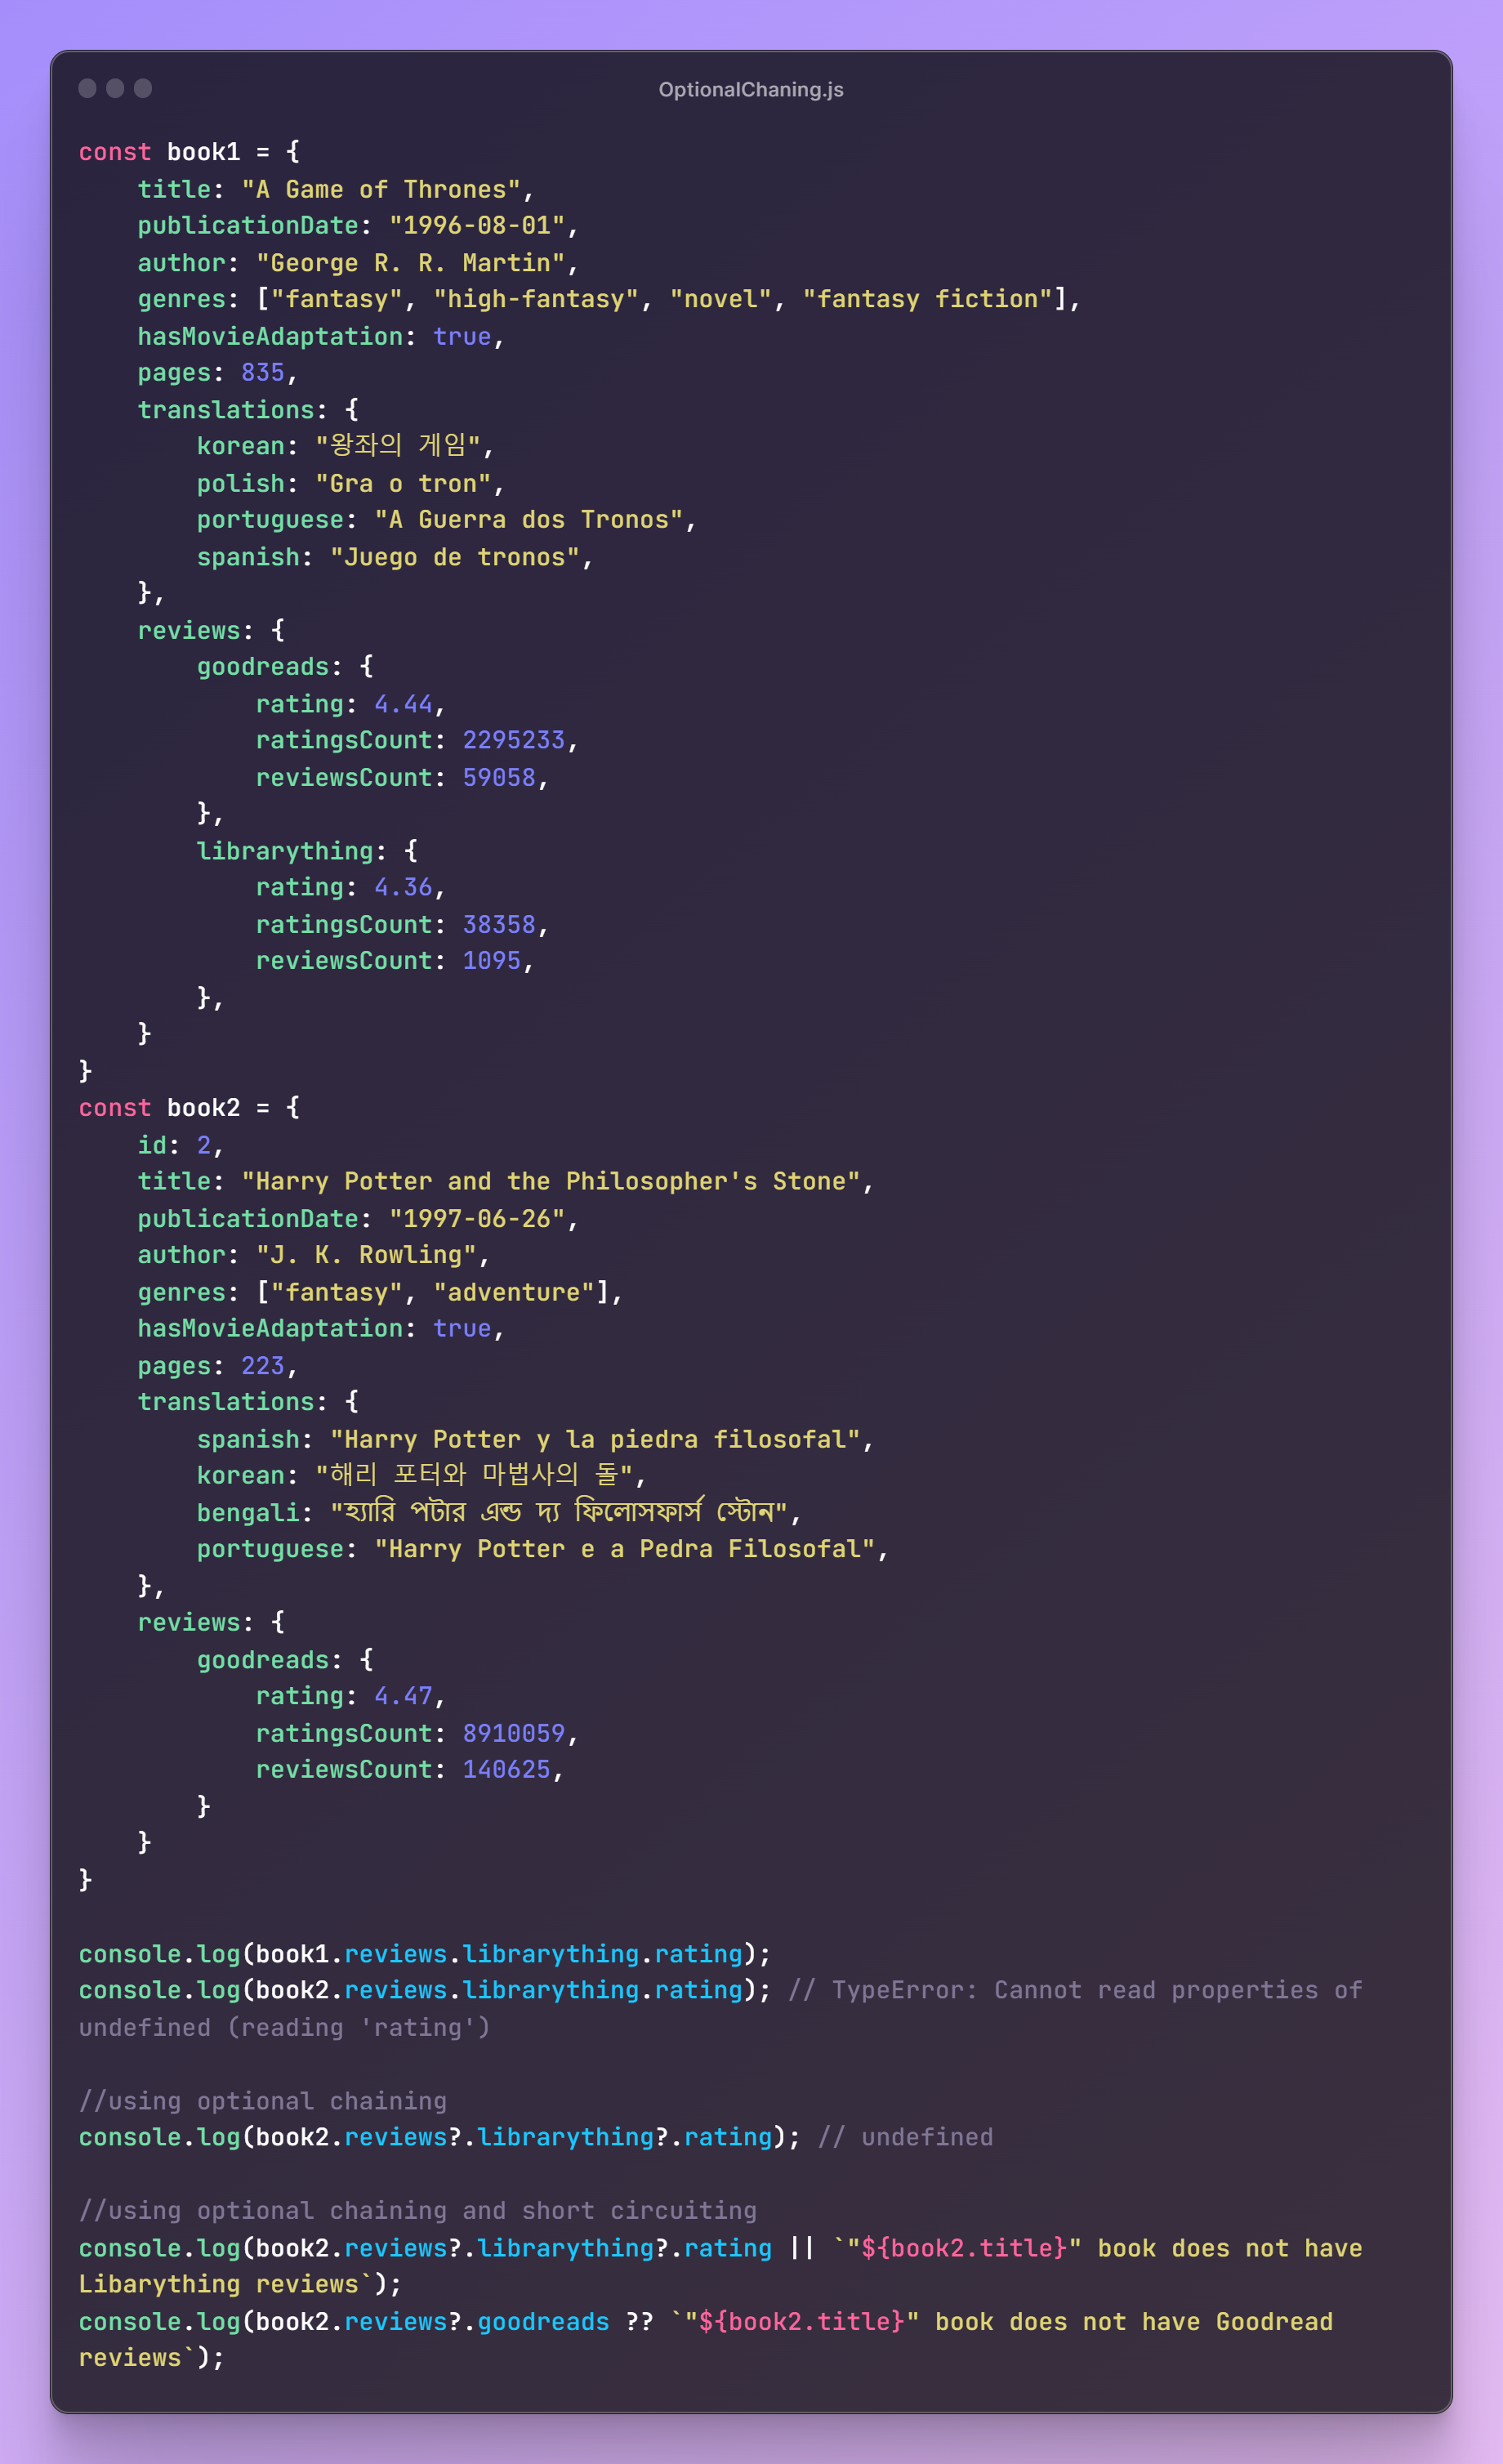 OptionalChaning.js
const book1 = {
    title: "A Game of Thrones",
    publicationDate: "1996-08-01",
    author: "George R. R. Martin",
    genres: ["fantasy", "high-fantasy", "novel", "fantasy fiction"],
    hasMovieAdaptation: true,
    pages: 835,
    translations: {
        korean: "왕좌의 게임",
        polish: "Gra o tron",
        portuguese: "A Guerra dos Tronos",
        spanish: "Juego de tronos",
    },
    reviews: {
        goodreads: {
            rating: 4.44,
            ratingsCount: 2295233,
            reviewsCount: 59058,
        },
        librarything: {
            rating: 4.36,
            ratingsCount: 38358,
            reviewsCount: 1095,
        },
    }
}
const book2 = {
    id: 2,
    title: "Harry Potter and the Philosopher's Stone",
    publicationDate: "1997-06-26",
    author: "J. K. Rowling",
    genres: ["fantasy", "adventure"],
    hasMovieAdaptation: true,
    pages: 223,
    translations: {
        spanish: "Harry Potter y la piedra filosofal",
        korean: "해리 포터와 마법사의 돌",
        bengali: "হ্যারি পটার এন্ড দ্য ফিলোসফার্স স্টোন",
        portuguese: "Harry Potter e a Pedra Filosofal",
    },
    reviews: {
        goodreads: {
            rating: 4.47,
            ratingsCount: 8910059,
            reviewsCount: 140625,
        }
    }
}

console.log(book1.reviews.librarything.rating);
console.log(book2.reviews.librarything.rating); // TypeError: Cannot read properties of
undefined (reading 'rating')

//using optional chaining
console.log(book2.reviews?.librarything?.rating); // undefined

//using optional chaining and short circuiting
console.log(book2.reviews?.librarything?.rating || `"${book2.title}" book does not have
Libarything reviews`);
console.log(book2.reviews?.goodreads ?? `"${book2.title}" book does not have Goodread
reviews`);